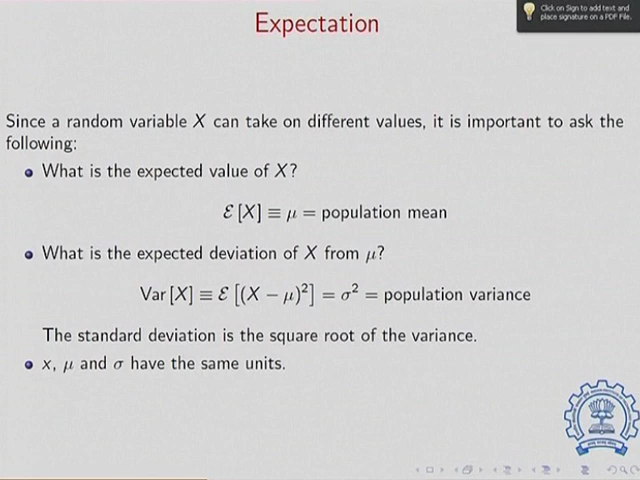 Click on Sign to add text and
place signature on a PDF File.
Expectation
Since a random variable X can take on different values, it is important to ask the
following:
• What is the expected value of X?
ℰ [X] ≡ μ = population mean
• What is the expected deviation of X from μ?
Var [X] ≡ ℰ [(X − μ)²] = σ² = population variance
The standard deviation is the square root of the variance.
• x, μ and σ have the same units.